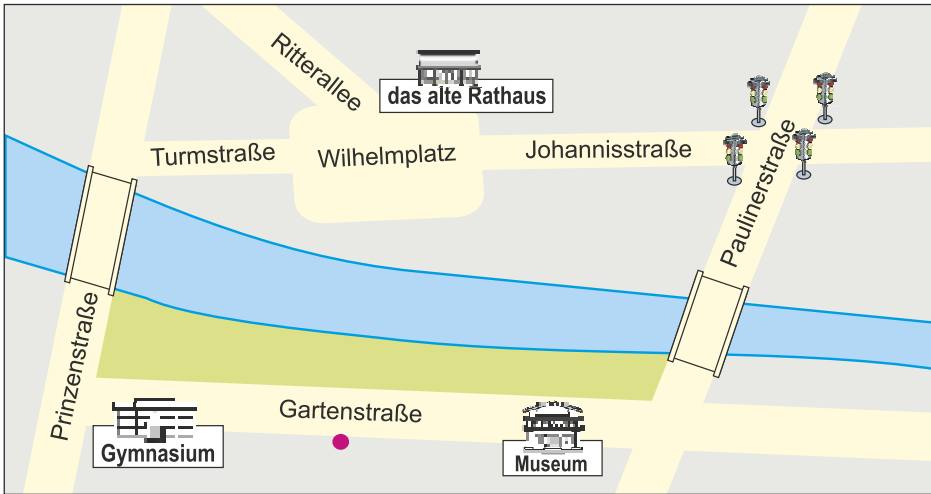 Ritterallee
das alte Rathaus
Turmstraße
Wilhelmplatz
Johannisstraße
Paulinerstraße
Prinzenstraße
Gartenstraße
Gymnasium
Museum